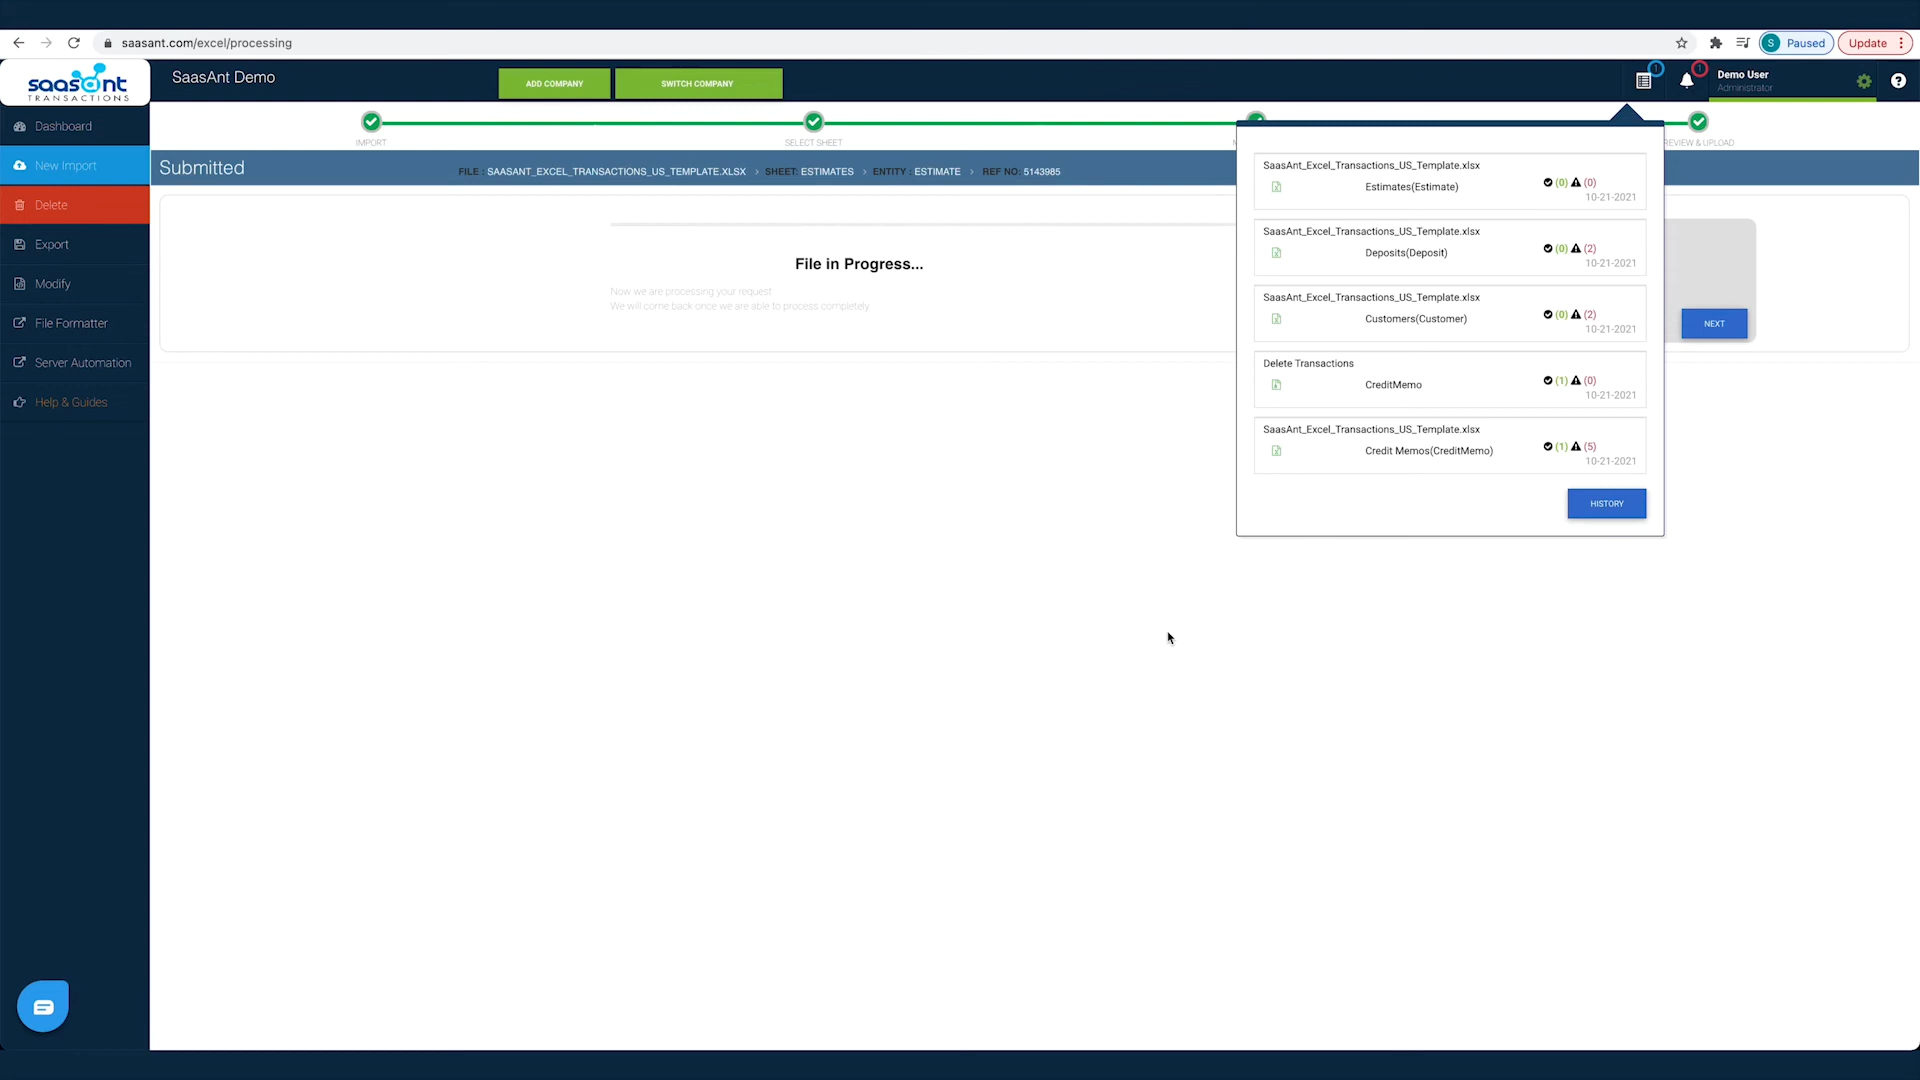 saasant.com/excel/processing
S Paused
Update
saasant
TRANSACTIONS
SaasAnt Demo
ADD COMPANY
SWITCH COMPANY
1
1
Demo User
Administrator
Dashboard
New Import
Delete
Export
Modify
File Formatter
Server Automation
Help & Guides
IMPORT
SELECT SHEET
REVIEW & UPLOAD
Submitted
FILE : SAASANT_EXCEL_TRANSACTIONS_US_TEMPLATE.XLSX > SHEET: ESTIMATES > ENTITY : ESTIMATE > REF NO: 5143985
File in Progress...
Now we are processing your request
We will come back once we are able to process completely.
SaasAnt_Excel_Transactions_US_Template.xlsx
Estimates(Estimate) (0) (0)
10-21-2021
SaasAnt_Excel_Transactions_US_Template.xlsx
Deposits(Deposit) (0) (2)
10-21-2021
SaasAnt_Excel_Transactions_US_Template.xlsx
Customers(Customer) (0) (2)
10-21-2021
Delete Transactions
CreditMemo (1) (0)
10-21-2021
SaasAnt_Excel_Transactions_US_Template.xlsx
Credit Memos(CreditMemo) (1) (5)
10-21-2021
HISTORY
NEXT